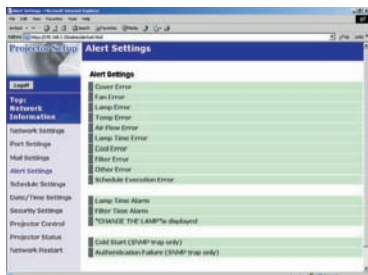 Alert Settings
Projector Setup
Alert Settings
Alert Settings
Cover Error
Fan Error
Lamp Error
Temp Error
Air Flow Error
Lamp Time Error
Cool Error
Filter Error
Other Error
Schedule Execution Error
Lamp Time Alarm
Filter Time Alarm
"CHANGE THE LAMP"is displayed
Cold Start (SNMP trap only)
Authentication Failure (SNMP trap only)
Logoff
Top:
Network
Information
Network Settings
Port Settings
Mail Settings
Alert Settings
Schedule Settings
Date/Time Settings
Security Settings
Projector Control
Projector Status
Network Restart